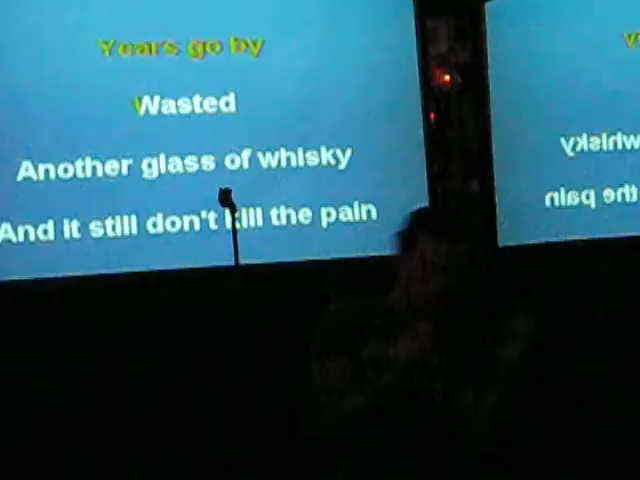 Years go by
Wasted
Another glass of whisky
And it still don't kill the pain
whisky
the pain